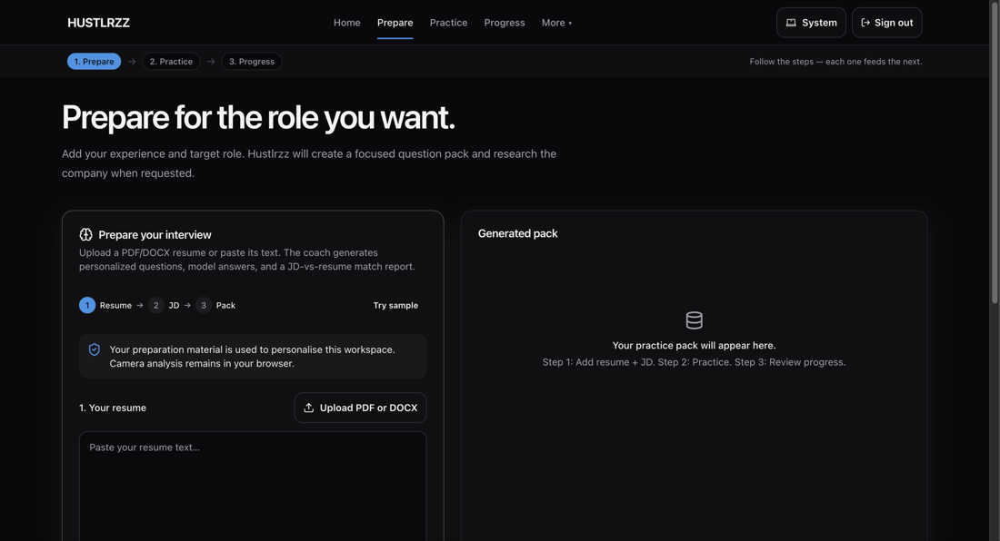 HUSTLRZZ
Home Prepare Practice Progress More ▾
System Sign out
1. Prepare → 2. Practice → 3. Progress
Follow the steps — each one feeds the next.
Prepare for the role you want.
Add your experience and target role. Hustlrzz will create a focused question pack and research the
company when requested.
Prepare your interview
Upload a PDF/DOCX resume or paste its text. The coach generates
personalized questions, model answers, and a JD-vs-resume match report.
1 Resume → 2 JD → 3 Pack
Try sample
Your preparation material is used to personalise this workspace.
Camera analysis remains in your browser.
1. Your resume
Upload PDF or DOCX
Paste your resume text...
Generated pack
Your practice pack will appear here.
Step 1: Add resume + JD. Step 2: Practice. Step 3: Review progress.